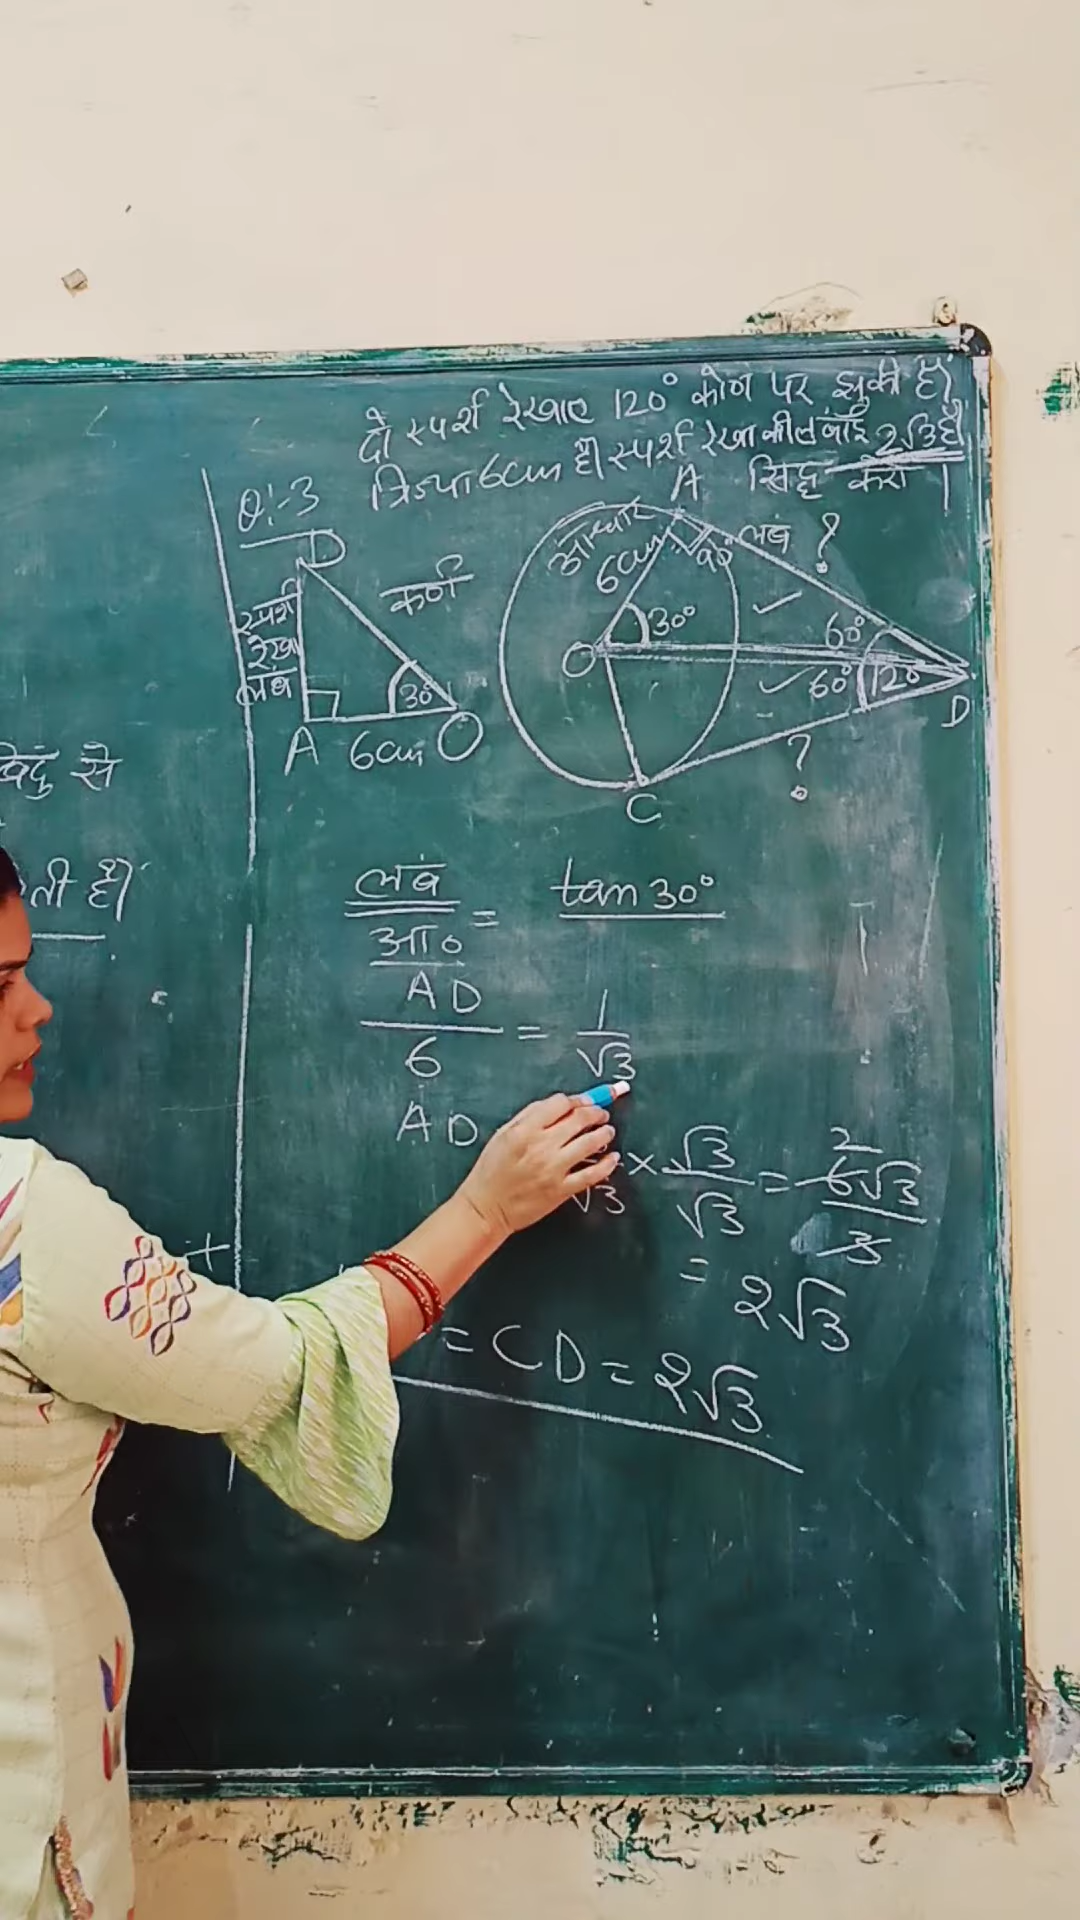 दो स्पर्श रेखाए 120° कोण पर झुकी हैं।
त्रिज्या 6cm है। स्पर्श रेखा की लंबाई 2√3 है।
सिद्ध करो।
Q:-3
D
स्पर्श
रेखा
लंब
कर्ण
30°
A 6cm O
A
आधार
6cm
90°
लंब ?
30°
60°
O
60° 120°
D
?
C
बिंदु से
ती है।
लंब
आ०
= tan 30°
AD
6
= 1
√3
AD
√3 × √3
√3
= 2
6√3
3
= 2√3
= CD = 2√3